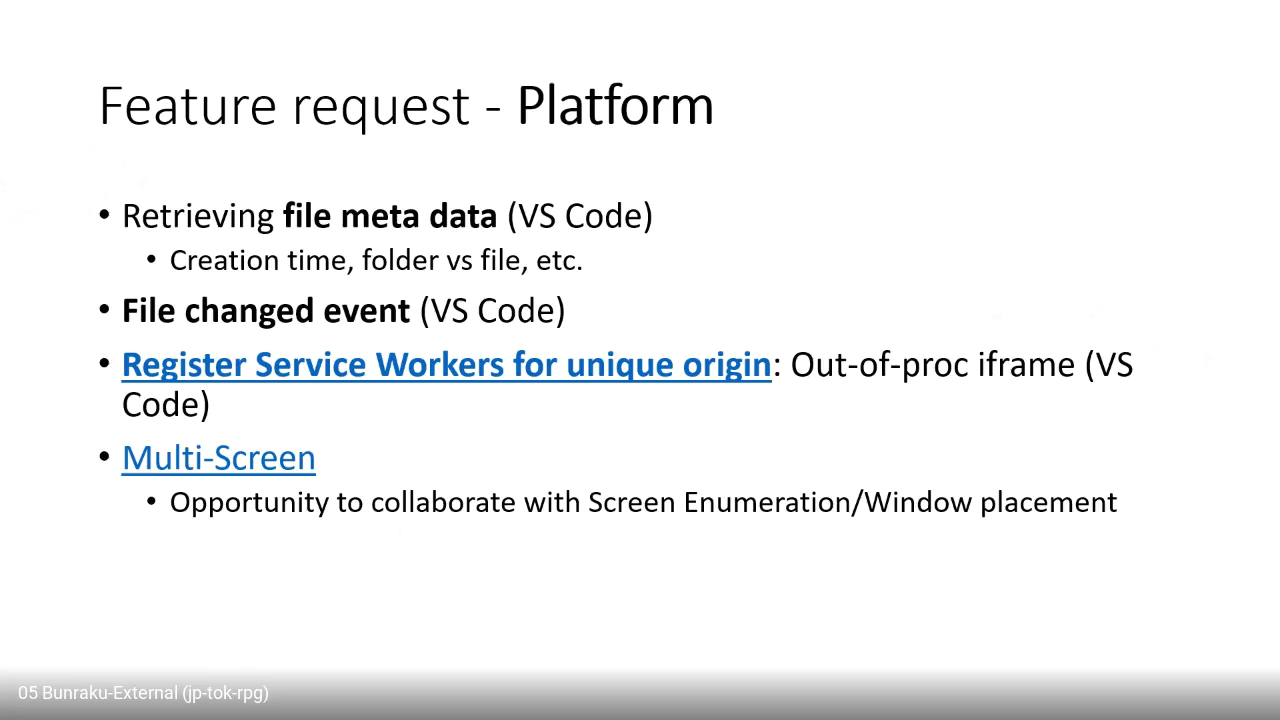 Feature request - Platform
• Retrieving file meta data (VS Code)
• Creation time, folder vs file, etc.
• File changed event (VS Code)
• Register Service Workers for unique origin: Out-of-proc iframe (VS
Code)
• Multi-Screen
• Opportunity to collaborate with Screen Enumeration/Window placement
05 Bunraku-External (jp-tok-rpg)